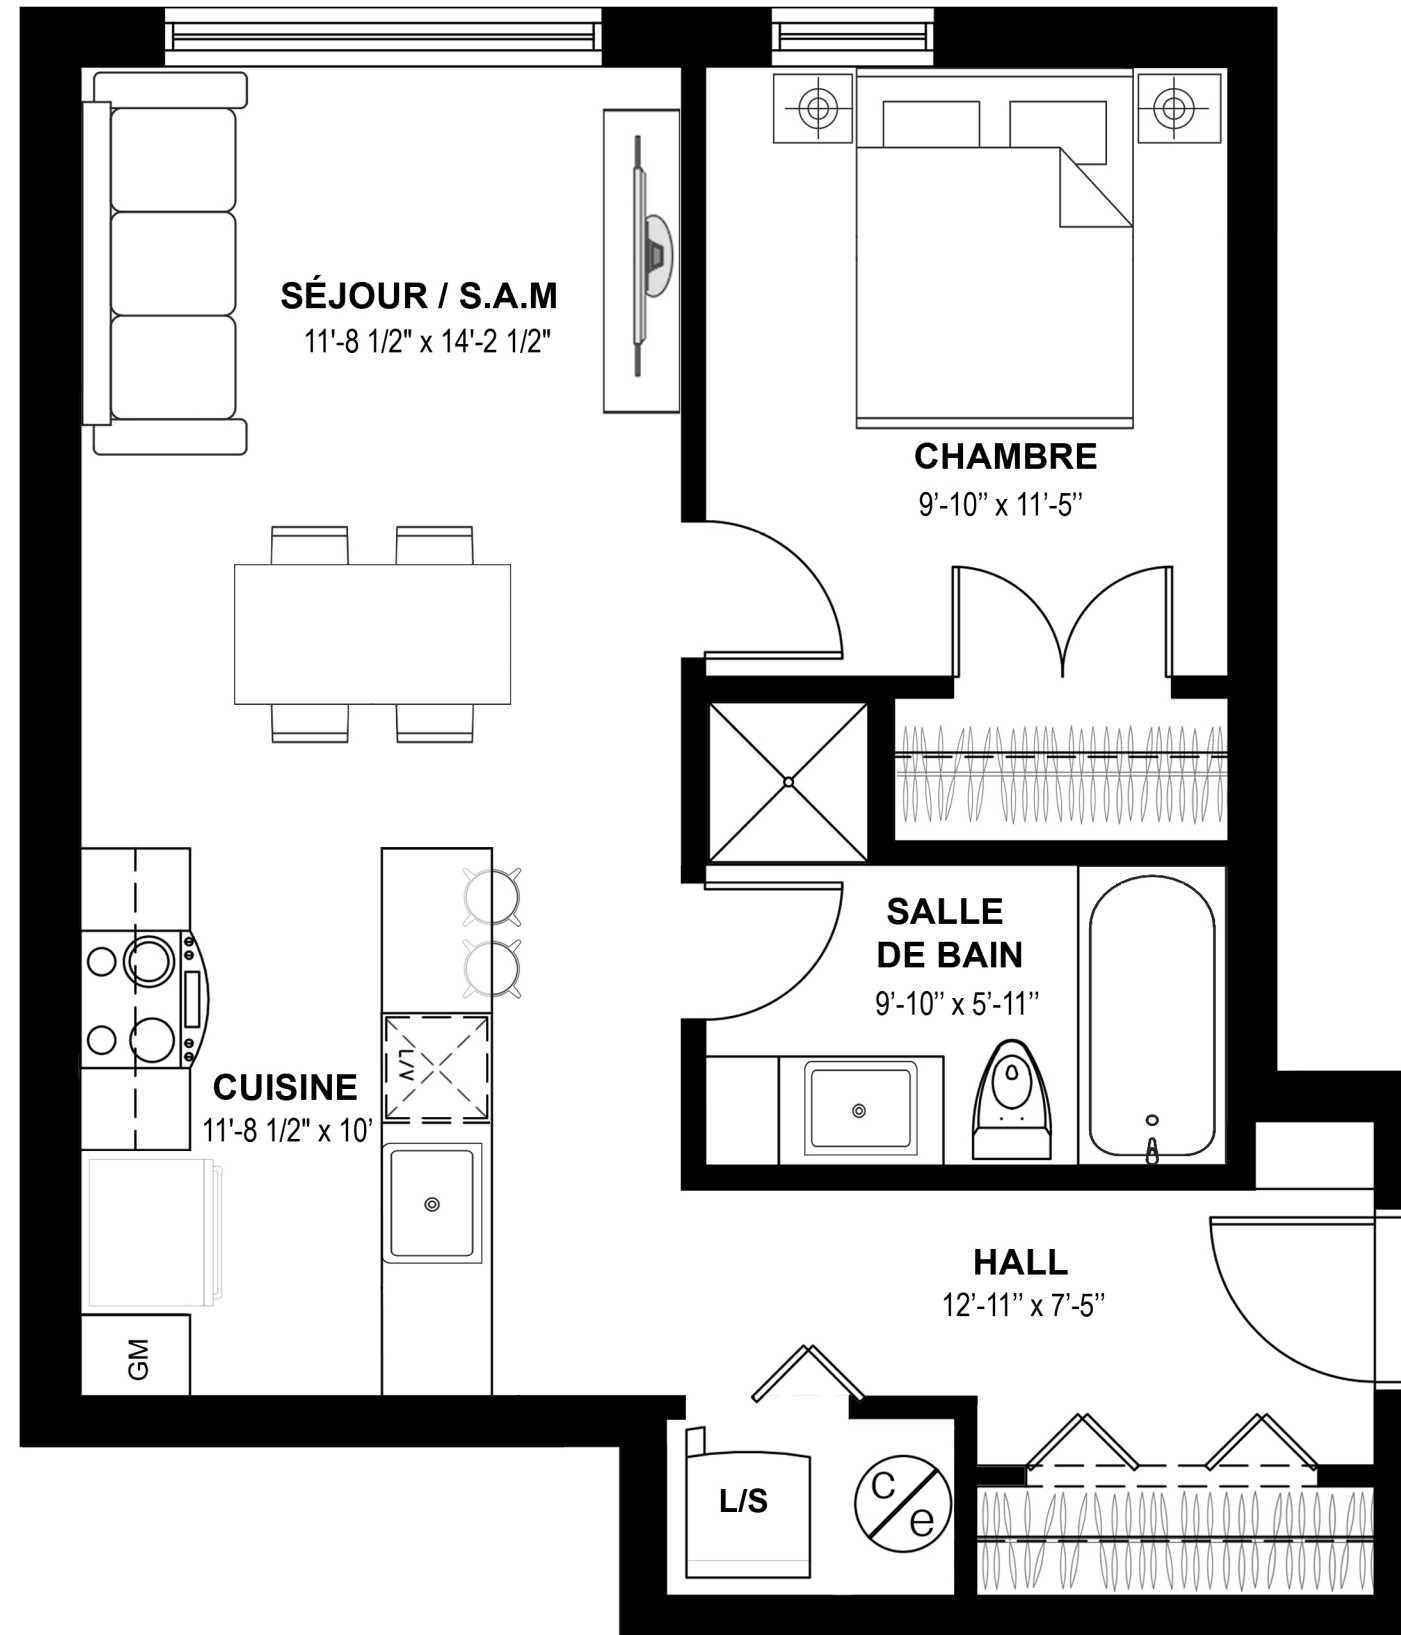 SÉJOUR / S.A.M
11'-8 1/2" x 14'-2 1/2"
CHAMBRE
9’-10’’ x 11’-5’’
SALLE
DE BAIN
9’-10’’ x 5’-11’’
L/V
CUISINE
11'-8 1/2" x 10’
HALL
12’-11’’ x 7’-5’’
GM
L/S
c/e